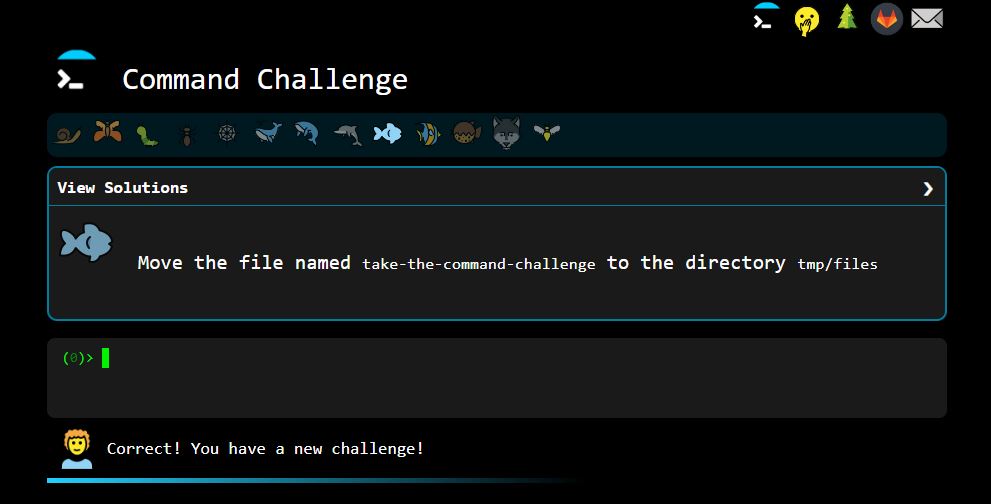 Command Challenge
View Solutions
Move the file named take-the-command-challenge to the directory tmp/files
(0)>
Correct! You have a new challenge!